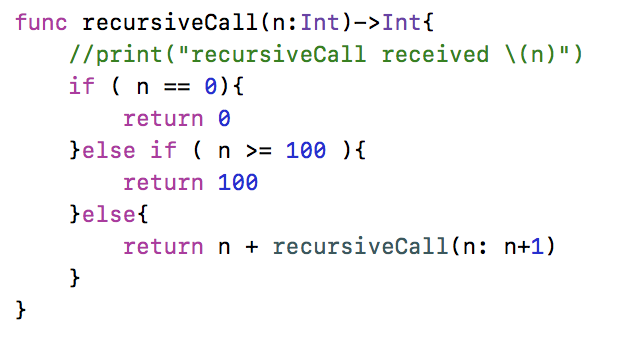 func recursiveCall(n:Int)->Int{
    //print("recursiveCall received \(n)")
    if ( n == 0){
        return 0
    }else if ( n >= 100 ){
        return 100
    }else{
        return n + recursiveCall(n: n+1)
    }
}